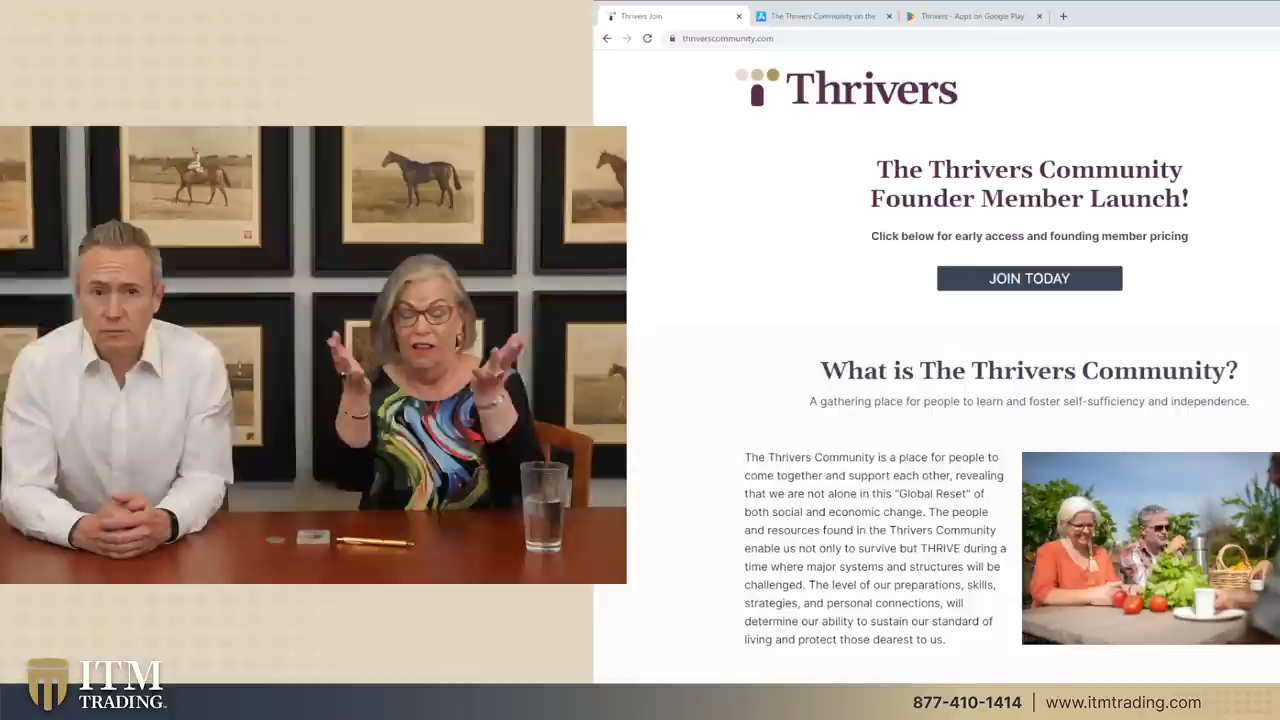 Thrivers Join
The Thrivers Community on the
Thrivers - Apps on Google Play
thriverscommunity.com
Thrivers
The Thrivers Community
Founder Member Launch!
Click below for early access and founding member pricing
JOIN TODAY
What is The Thrivers Community?
A gathering place for people to learn and foster self-sufficiency and independence.
The Thrivers Community is a place for people to
come together and support each other, revealing
that we are not alone in this "Global Reset" of
both social and economic change. The people
and resources found in the Thrivers Community
enable us not only to survive but THRIVE during a
time where major systems and structures will be
challenged. The level of our preparations, skills,
strategies, and personal connections, will
determine our ability to sustain our standard of
living and protect those dearest to us.
ITM
TRADING
877-410-1414 | www.itmtrading.com